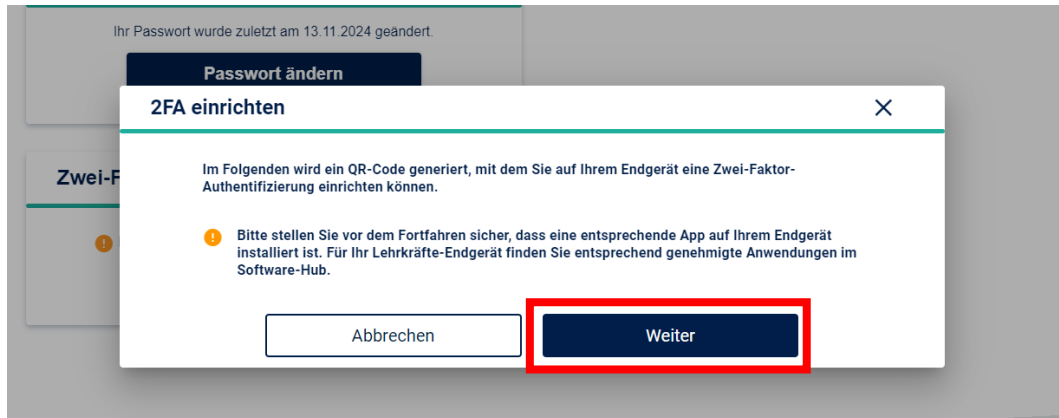 Ihr Passwort wurde zuletzt am 13.11.2024 geändert.
Passwort ändern
2FA einrichten
Im Folgenden wird ein QR-Code generiert, mit dem Sie auf Ihrem Endgerät eine Zwei-Faktor-
Authentifizierung einrichten können.
Zwei-F
Bitte stellen Sie vor dem Fortfahren sicher, dass eine entsprechende App auf Ihrem Endgerät
installiert ist. Für Ihr Lehrkräfte-Endgerät finden Sie entsprechend genehmigte Anwendungen im
Software-Hub.
Abbrechen
Weiter